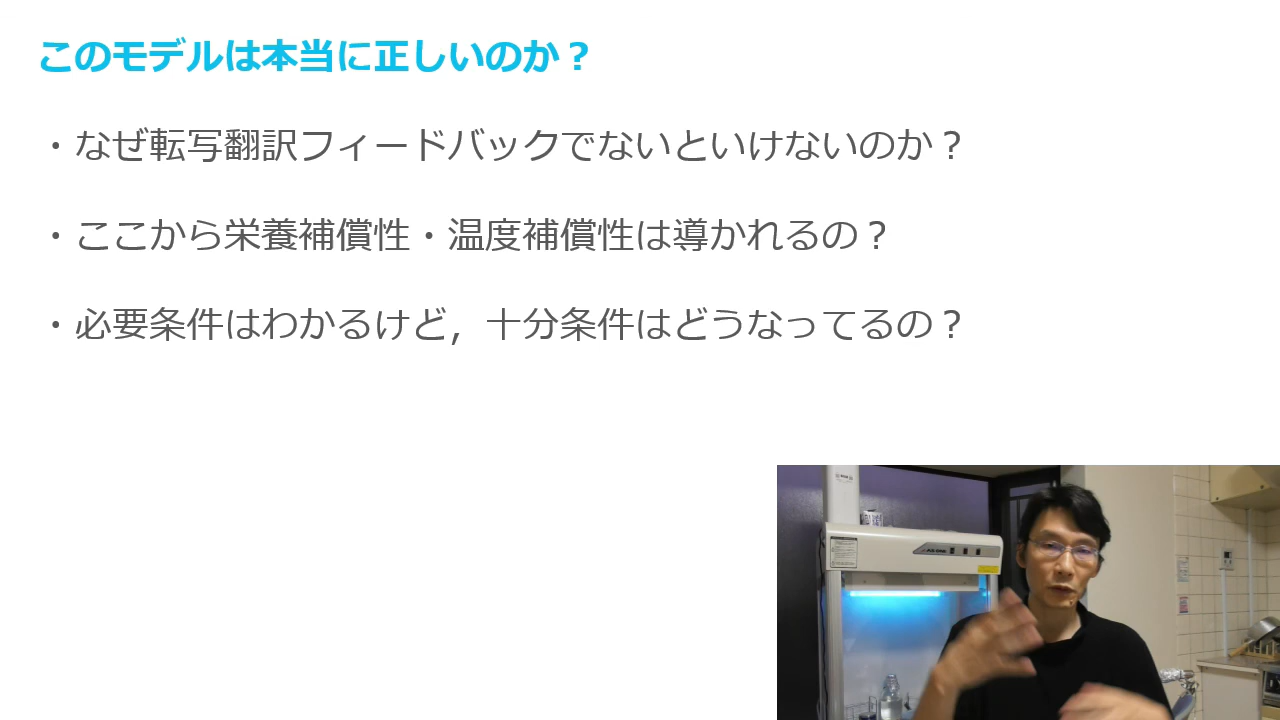 このモデルは本当に正しいのか？
・なぜ転写翻訳フィードバックでないといけないのか？
・ここから栄養補償性・温度補償性は導かれるの？
・必要条件はわかるけど，十分条件はどうなってるの？